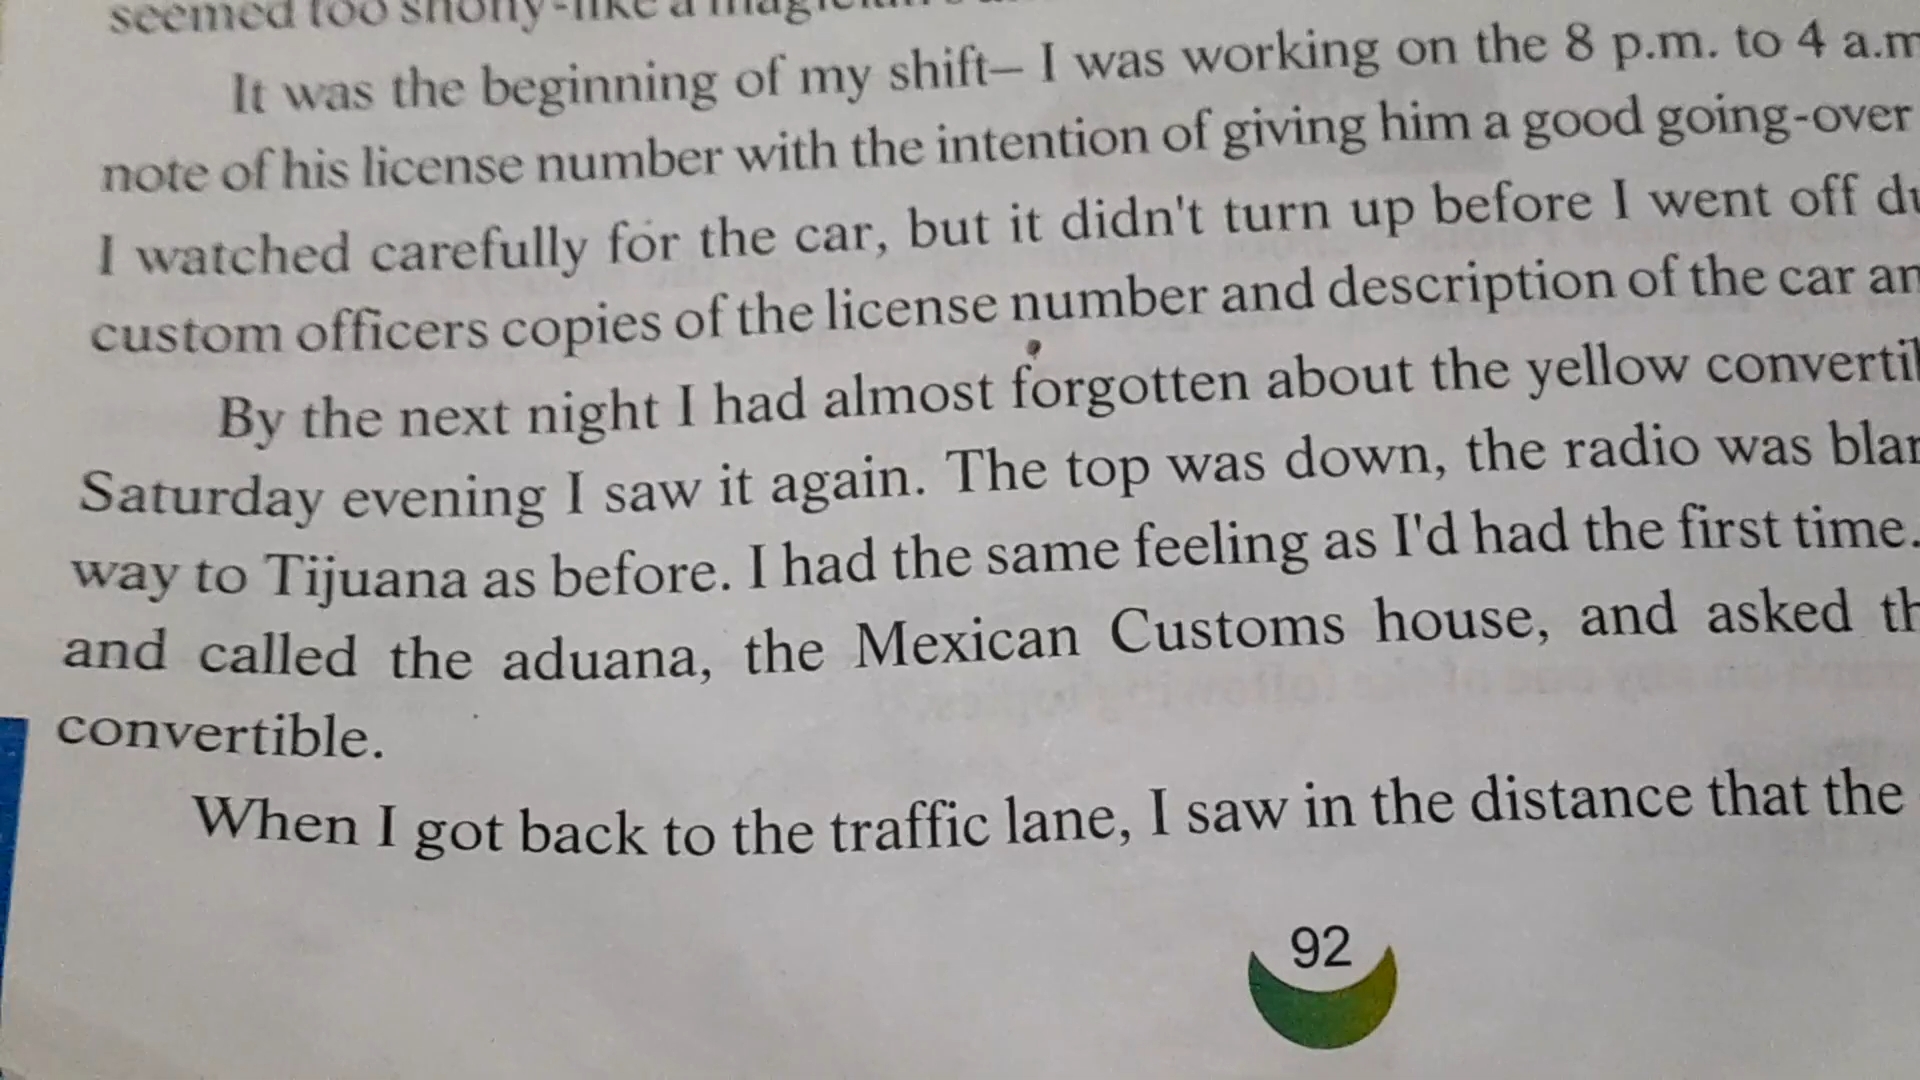 seemed too
It was the beginning of my shift– I was working on the 8 p.m. to 4 a.m
note of his license number with the intention of giving him a good going-over
I watched carefully for the car, but it didn't turn up before I went off
custom officers copies of the license number and description of the car
By the next night I had almost forgotten about the yellow
Saturday evening I saw it again. The top was down, the radio was
way to Tijuana as before. I had the same feeling as I'd had the first time.
and called the aduana, the Mexican Customs house, and asked
convertible.
When I got back to the traffic lane, I saw in the distance that the
92